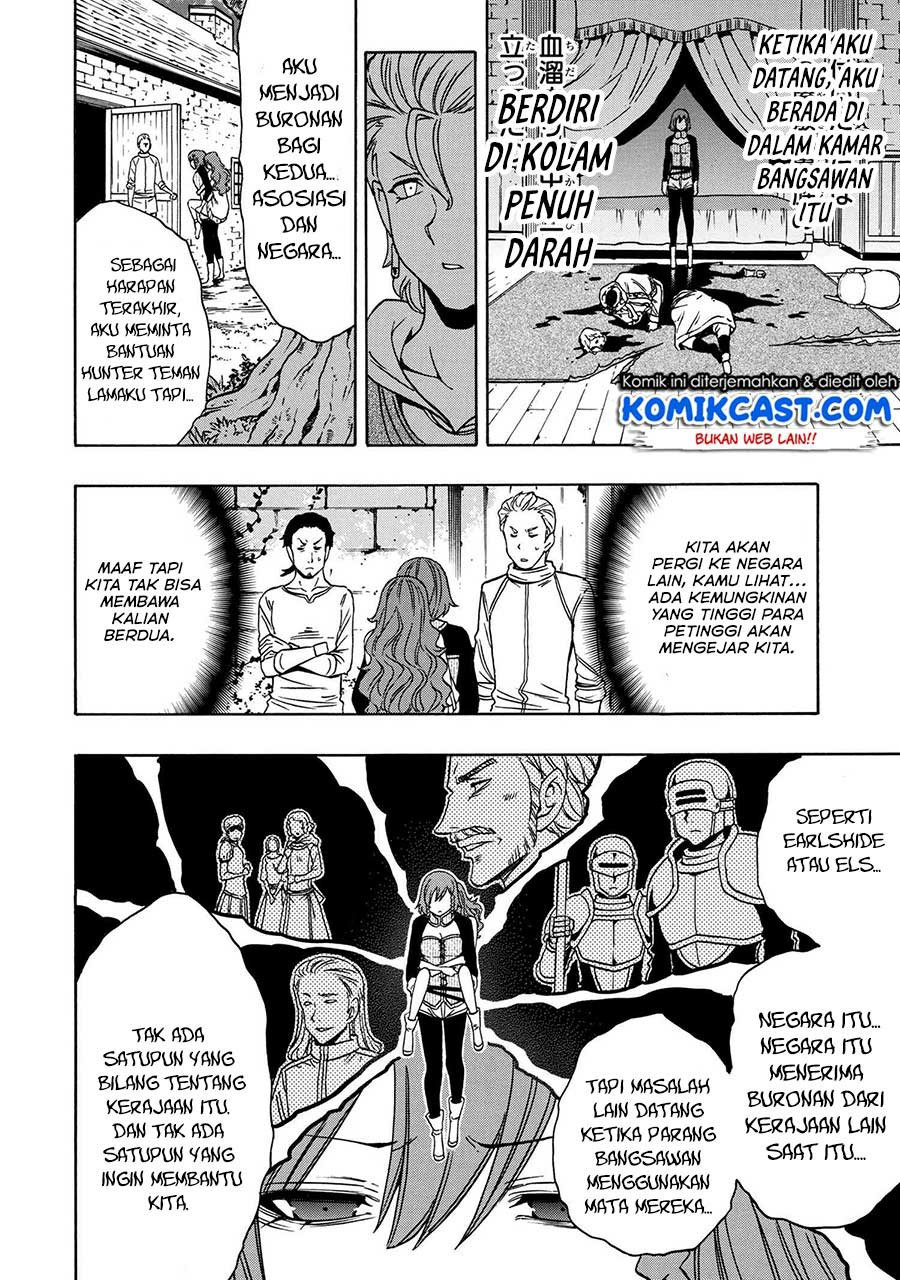 KETIKA AKU
DATANG, AKU
BERADA DI
DALAM KAMAR
BANGSAWAN
ITU
BERDIRI
DI KOLAM
PENUH
DARAH
血溜
立つ
Komik ini diterjemahkan & diedit oleh
KOMIKCAST.COM
BUKAN WEB LAIN!!
AKU
MENJADI
BURONAN
BAGI
KEDUA...
ASOSIASI
DAN
NEGARA...
SEBAGAI
HARAPAN
TERAKHIR,
AKU MEMINTA
BANTUAN
HUNTER TEMAN
LAMAKU TAPI...
KITA AKAN
PERGI KE NEGARA
LAIN, KAMU LIHAT...
ADA KEMUNGKINAN
YANG TINGGI PARA
PETINGGI AKAN
MENGEJAR KITA.
MAAF TAPI
KITA TAK BISA
MEMBAWA
KALIAN
BERDUA.
SEPERTI
EARLSHIDE
ATAU ELS...
NEGARA ITU...
NEGARA ITU
MENERIMA
BURONAN DARI
KERAJAAN LAIN
SAAT ITU...
TAPI MASALAH
LAIN DATANG
KETIKA PARANG
BANGSAWAN
MENGGUNAKAN
MATA MEREKA...
TAK ADA
SATUPUN YANG
BILANG TENTANG
KERAJAAN ITU.
DAN TAK ADA
SATUPUN YANG
INGIN MEMBANTU
KITA.